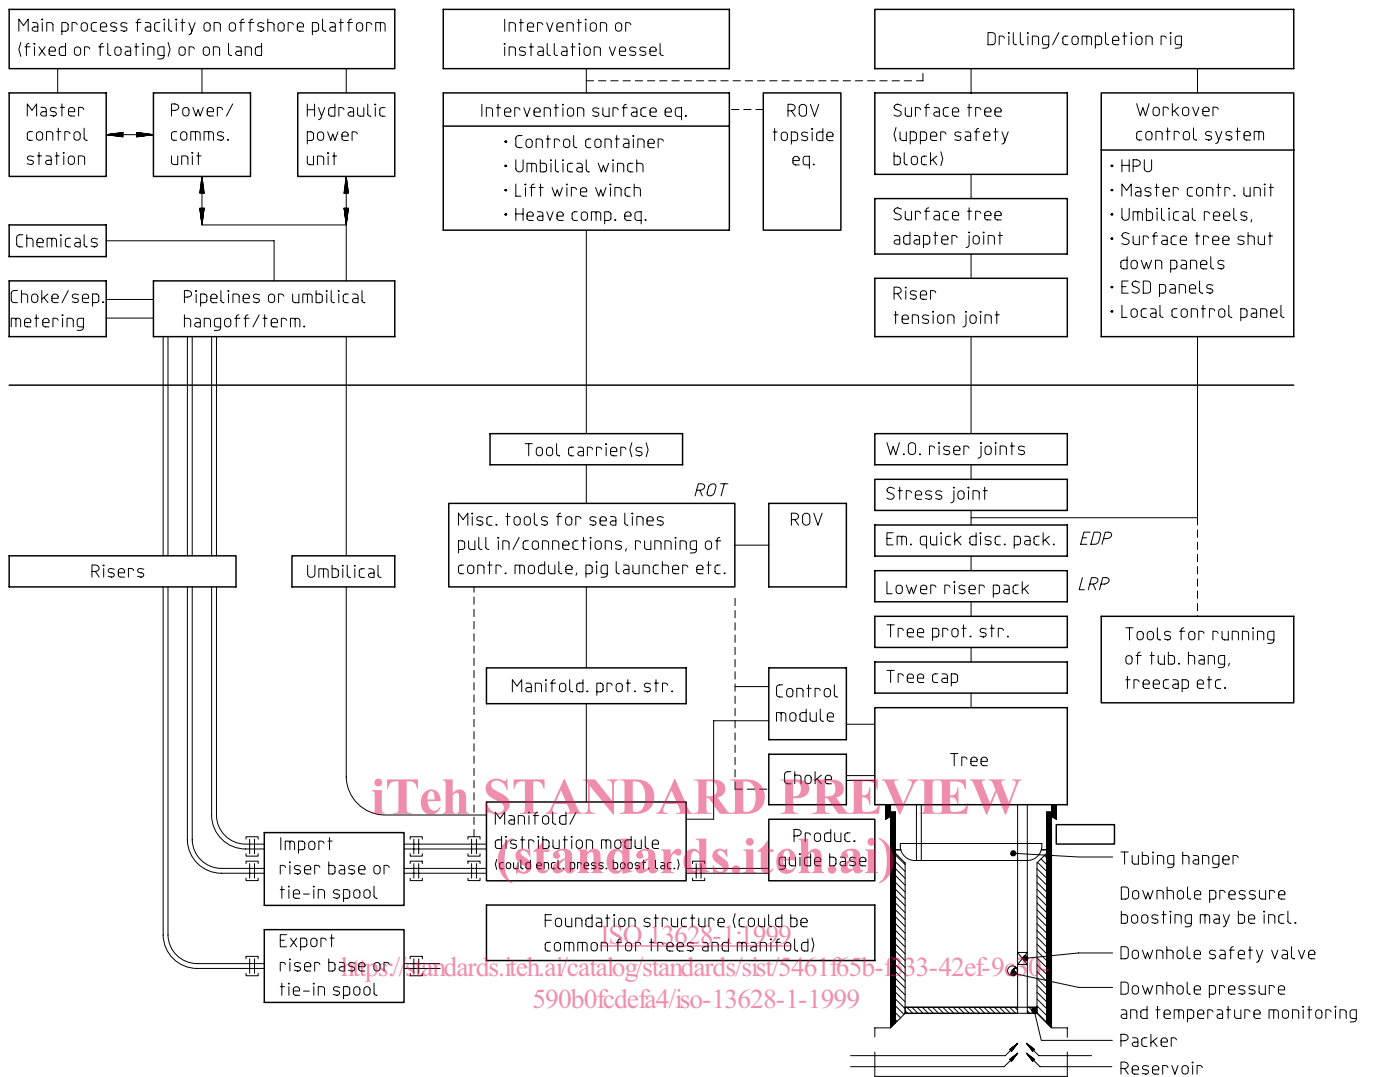 Main process facility on offshore platform
(fixed or floating) or on land
Intervention or
installation vessel
Drilling/completion rig
Master
control
station
Power/
comms.
unit
Hydraulic
power
unit
Intervention surface eq.
· Control container
· Umbilical winch
· Lift wire winch
· Heave comp. eq.
ROV
topside
eq.
Surface tree
(upper safety
block)
Workover
control system
· HPU
· Master contr. unit
· Umbilical reels,
· Surface tree shut
down panels
· ESD panels
· Local control panel
Surface tree
adapter joint
Chemicals
Choke/sep.
metering
Pipelines or umbilical
hangoff/term.
Riser
tension joint
Tool carrier(s)
W.O. riser joints
ROT
Stress joint
Misc. tools for sea lines
pull in/connections, running of
contr. module, pig launcher etc.
ROV
Em. quick disc. pack.
EDP
Risers
Umbilical
Lower riser pack
LRP
Tree prot. str.
Tools for running
of tub. hang,
treecap etc.
Manifold. prot. str.
Control
module
Tree cap
Tree
Choke
iTeh STANDARD PREVIEW
(standards.iteh.ai)
Manifold/
distribution module
(could encl. press. boost. fac.)
Produc.
guide base
Import
riser base or
tie-in spool
Tubing hanger
Downhole pressure
boosting may be incl.
Foundation structure (could be
common for trees and manifold)
ISO 13628-1:1999
Export
riser base or
tie-in spool
https://standards.iteh.ai/catalog/standards/sist/5461f65b-f333-42ef-9e30-
590b0fcdefa4/iso-13628-1-1999
Downhole safety valve
Downhole pressure
and temperature monitoring
Packer
Reservoir